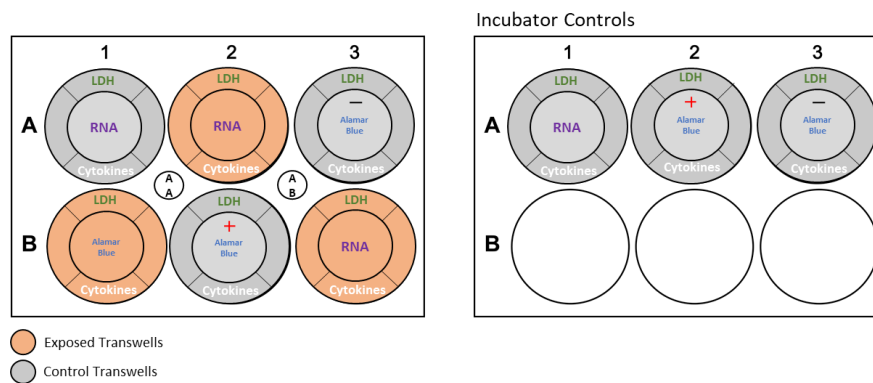 Incubator Controls
1 2 3
1 2 3
A
LDH
RNA
Cytokines
LDH
RNA
Cytokines
LDH
−
Alamar
Blue
Cytokines
A
LDH
RNA
Cytokines
LDH
+
Alamar
Blue
Cytokines
LDH
−
Alamar
Blue
Cytokines
A
A
A
B
B
LDH
Alamar
Blue
Cytokines
LDH
+
Alamar
Blue
Cytokines
LDH
RNA
Cytokines
B
Exposed Transwells
Control Transwells